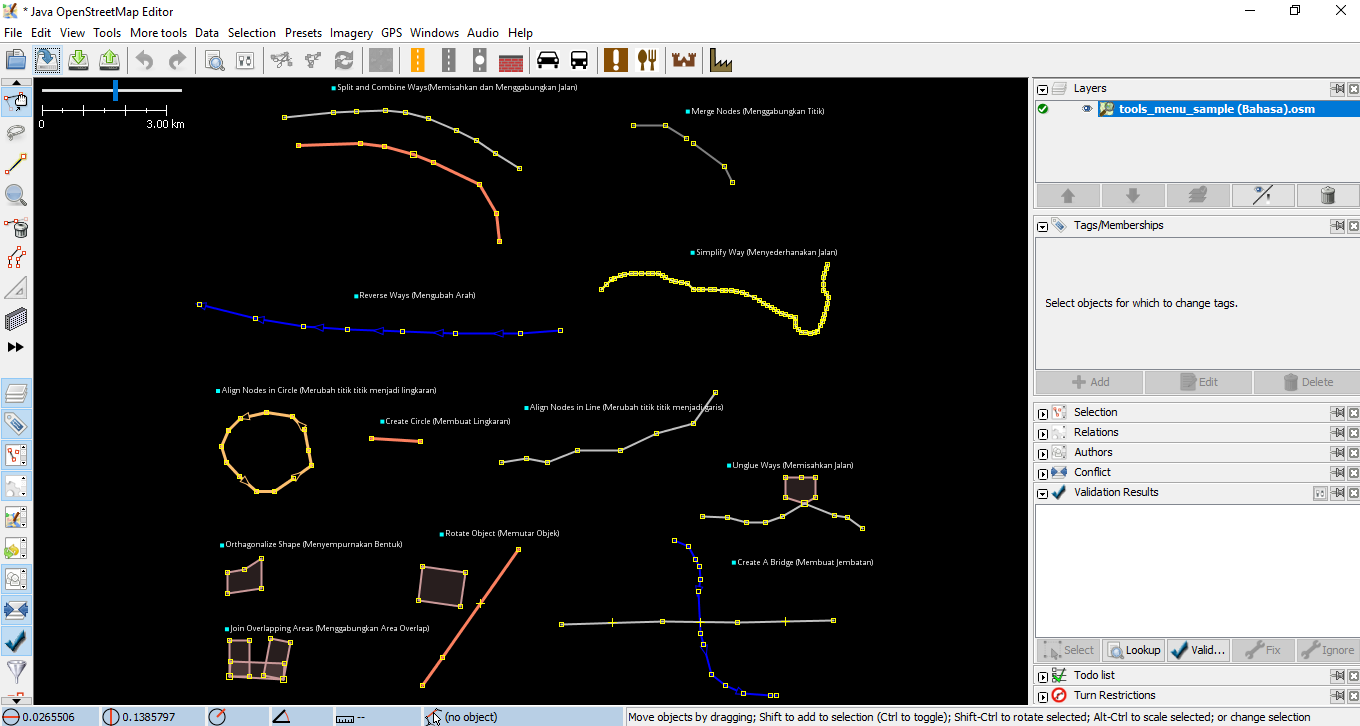 * Java OpenStreetMap Editor
File Edit View Tools More tools Data Selection Presets Imagery GPS Windows Audio Help
Split and Combine Ways(Memisahkan dan Menggabungkan Jalan)
0 3.00 km
Merge Nodes (Menggabungkan Titik)
Simplify Way (Menyederhanakan Jalan)
Reverse Ways (Mengubah Arah)
Align Nodes in Circle (Merubah titik titik menjadi lingkaran)
Create Circle (Membuat Lingkaran)
Align Nodes in Line (Merubah titik titik menjadi garis)
Unglue Ways (Memisahkan Jalan)
Orthagonalize Shape (Menyempurnakan Bentuk)
Rotate Object (Memutar Objek)
Create A Bridge (Membuat Jembatan)
Join Overlapping Areas (Menggabungkan Area Overlap)
Layers
tools_menu_sample (Bahasa).osm
Tags/Memberships
Select objects for which to change tags.
Add Edit Delete
Selection
Relations
Authors
Conflict
Validation Results
Select Lookup Valid... Fix Ignore
Todo list
Turn Restrictions
0.0265506 0.1385797 -- (no object) Move objects by dragging; Shift to add to selection (Ctrl to toggle); Shift-Ctrl to rotate selected; Alt-Ctrl to scale selected; or change selection